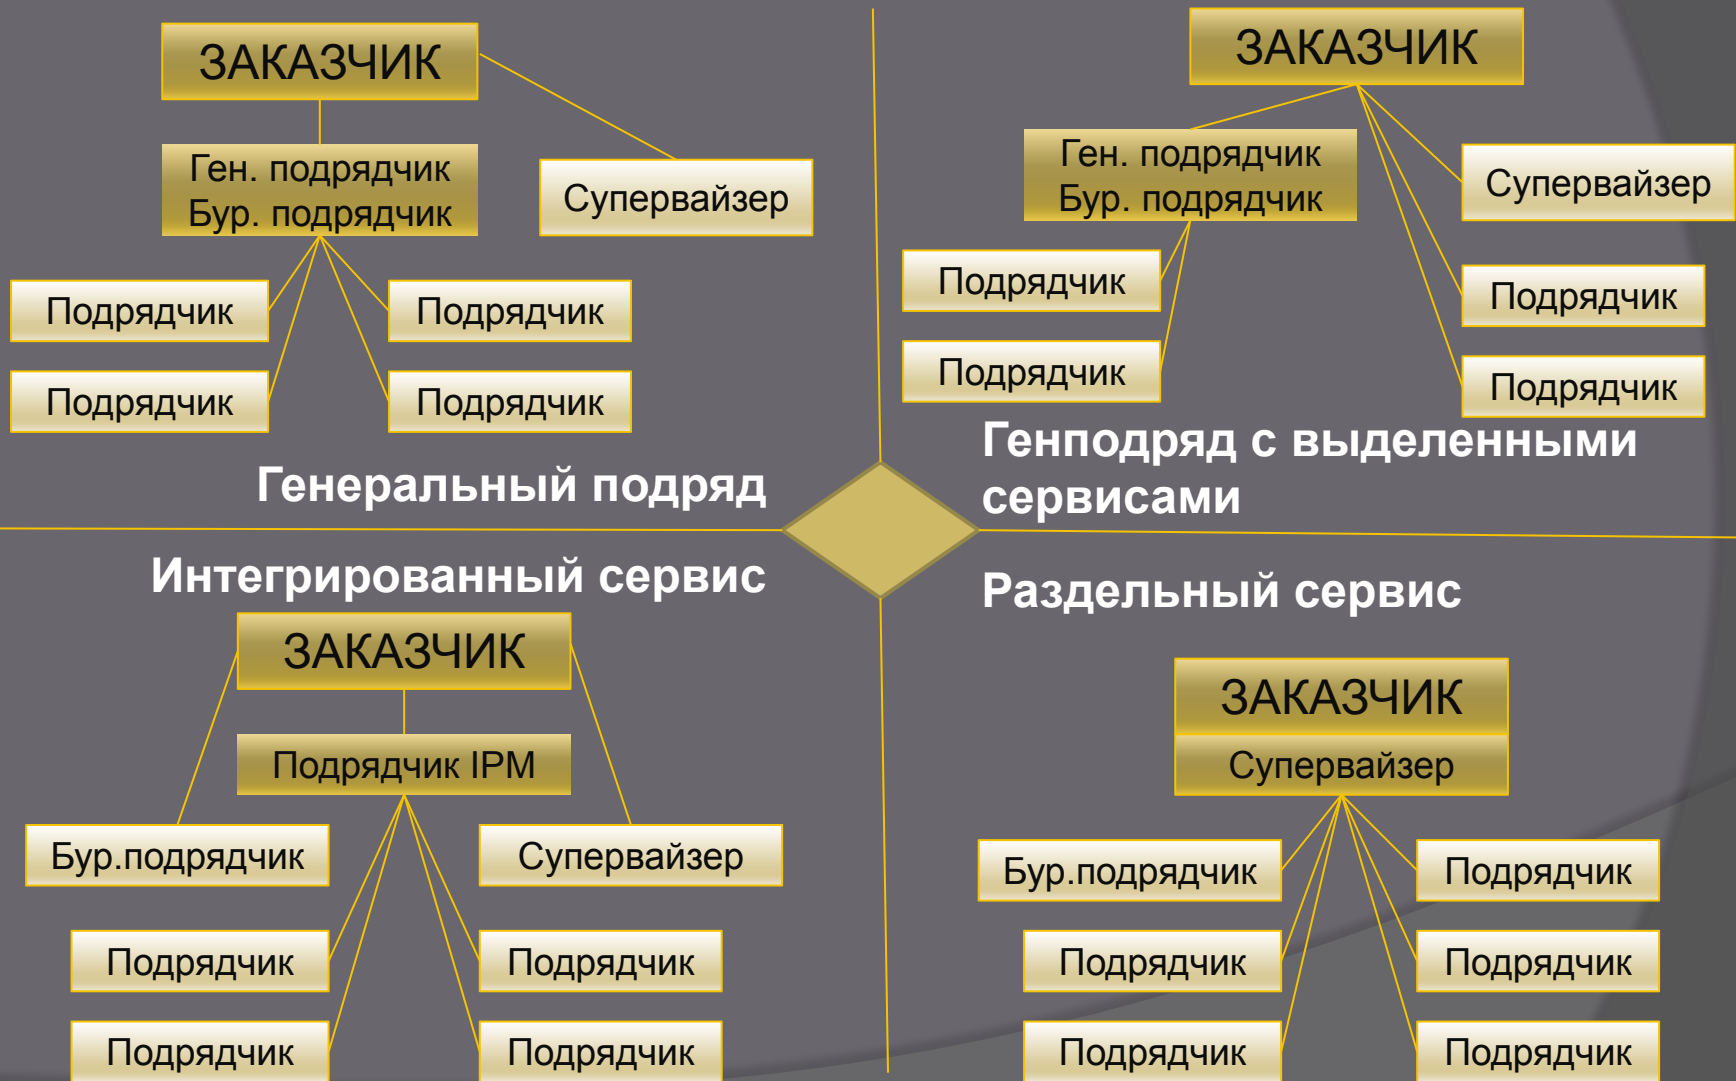 ЗАКАЗЧИК
Ген. подрядчик
Бур. подрядчик
Супервайзер
Подрядчик
Подрядчик
Подрядчик
Подрядчик
Генеральный подряд
ЗАКАЗЧИК
Ген. подрядчик
Бур. подрядчик
Супервайзер
Подрядчик
Подрядчик
Подрядчик
Подрядчик
Генподряд с выделенными
сервисами
Интегрированный сервис
ЗАКАЗЧИК
Подрядчик IPM
Бур.подрядчик
Супервайзер
Подрядчик
Подрядчик
Подрядчик
Подрядчик
Раздельный сервис
ЗАКАЗЧИК
Супервайзер
Бур.подрядчик
Подрядчик
Подрядчик
Подрядчик
Подрядчик
Подрядчик